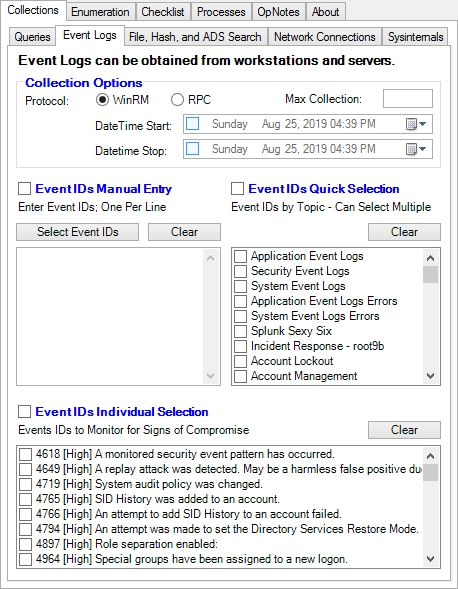 Collections Enumeration Checklist Processes OpNotes About
Queries Event Logs File, Hash, and ADS Search Network Connections Sysinternals
Event Logs can be obtained from workstations and servers.
Collection Options
Protocol: WinRM RPC Max Collection:
DateTime Start: Sunday Aug 25, 2019 04:39 PM
Datetime Stop: Sunday Aug 25, 2019 04:39 PM
Event IDs Manual Entry
Enter Event IDs; One Per Line
Select Event IDs Clear
Event IDs Quick Selection
Event IDs by Topic - Can Select Multiple
Clear
Application Event Logs
Security Event Logs
System Event Logs
Application Event Logs Errors
System Event Logs Errors
Splunk Sexy Six
Incident Response - root9b
Account Lockout
Account Management
Event IDs Individual Selection
Events IDs to Monitor for Signs of Compromise
Clear
4618 [High] A monitored security event pattern has occurred.
4649 [High] A replay attack was detected. May be a harmless false positive du
4719 [High] System audit policy was changed.
4765 [High] SID History was added to an account.
4766 [High] An attempt to add SID History to an account failed.
4794 [High] An attempt was made to set the Directory Services Restore Mode.
4897 [High] Role separation enabled:
4964 [High] Special groups have been assigned to a new logon.